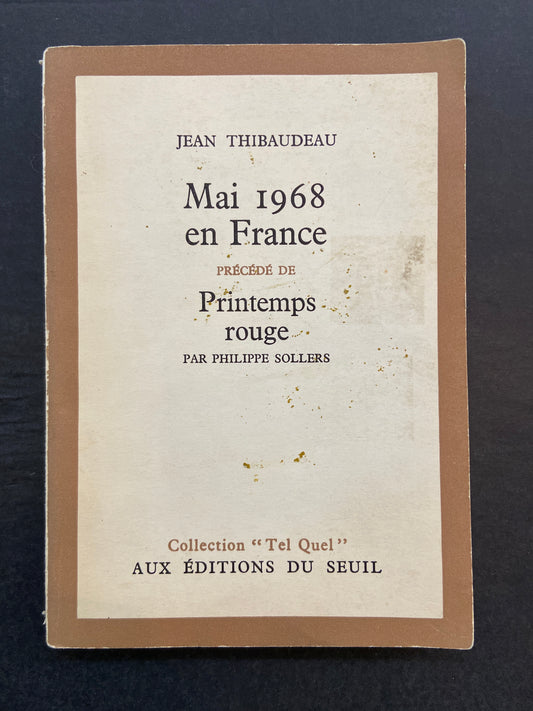 JEAN THIBAUDEAU
Mai 1968
en France
PRÉCÉDÉ DE
Printemps
rouge
PAR PHILIPPE SOLLERS
Collection “Tel Quel”
AUX ÉDITIONS DU SEUIL